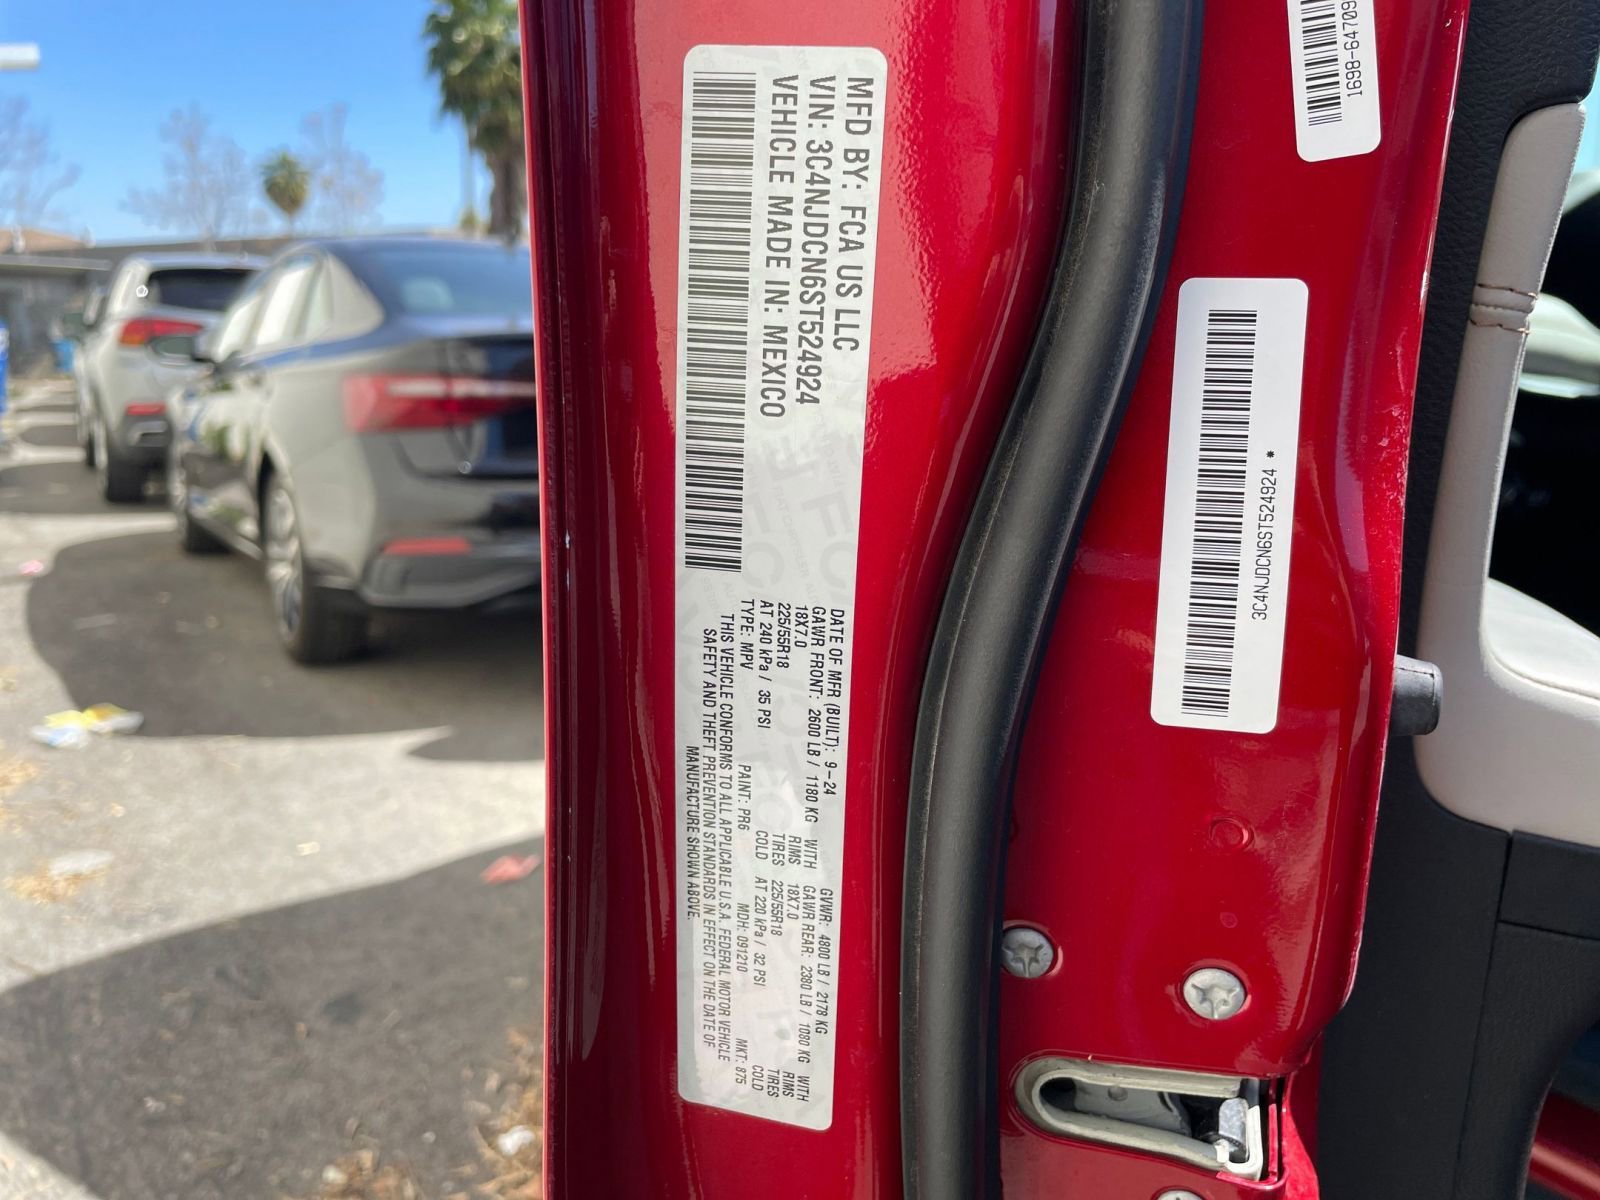 MFD BY: FCA US LLC
VIN: 3C4NJDCN6ST524924
VEHICLE MADE IN: MEXICO
DATE OF MFR (BUILT): 9-24 GVWR: 4800 LB / 2178 KG
GAWR FRONT: 2600 LB / 1180 KG WITH GAWR REAR: 2380 LB / 1080 KG WITH
18X7.0 RIMS 18X7.0 RIMS
225/55R18 TIRES 225/55R18 TIRES
AT 240 kPa / 35 PSI COLD AT 220 kPa / 32 PSI COLD
TYPE: MPV PAINT: PR6 MDH: 091210 MKT: 875
THIS VEHICLE CONFORMS TO ALL APPLICABLE U.S.A. FEDERAL MOTOR VEHICLE
SAFETY AND THEFT PREVENTION STANDARDS IN EFFECT ON THE DATE OF
MANUFACTURE SHOWN ABOVE.
3C4NJDCN6ST524924 *